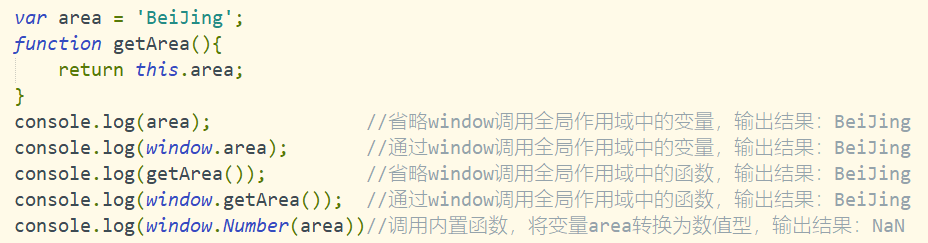 var area = 'BeiJing';
function getArea(){
    return this.area;
}
console.log(area);                //省略window调用全局作用域中的变量，输出结果：BeiJing
console.log(window.area);         //通过window调用全局作用域中的变量，输出结果：BeiJing
console.log(getArea());           //省略window调用全局作用域中的函数，输出结果：BeiJing
console.log(window.getArea());    //通过window调用全局作用域中的函数，输出结果：BeiJing
console.log(window.Number(area))//调用内置函数，将变量area转换为数值型，输出结果：NaN